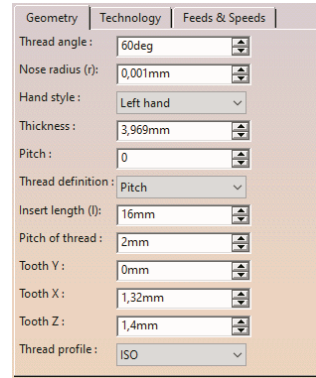 Geometry Technology Feeds & Speeds
Thread angle : 60deg
Nose radius (r): 0,001mm
Hand style : Left hand
Thickness : 3,969mm
Pitch : 0
Thread definition : Pitch
Insert length (l): 16mm
Pitch of thread : 2mm
Tooth Y : 0mm
Tooth X : 1,32mm
Tooth Z : 1,4mm
Thread profile : ISO